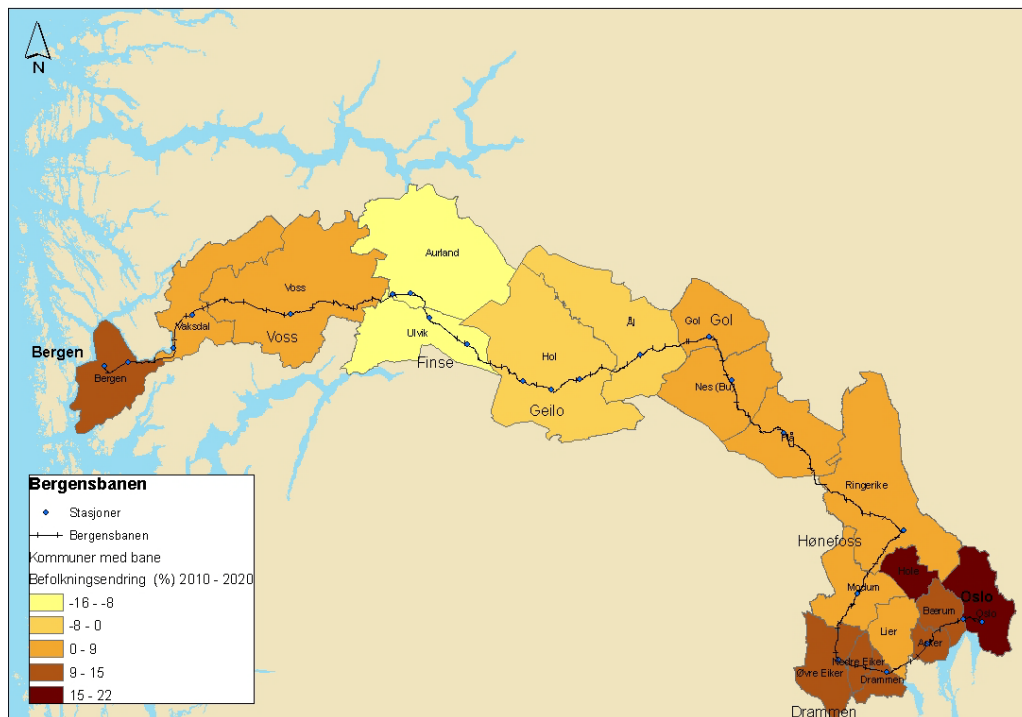 N
Aurland
Voss
Ål
Gol
Gol
Vaksdal
Voss
Ulvik
Bergen
Hol
Finse
Bergen
Nes (Bu)
Geilo
Flå
Ringerike
Hønefoss
Hole
Modum
Oslo
Bærum
Oslo
Lier
Asker
Nedre Eiker
Øvre Eiker
Drammen
Drammen
Bergensbanen
Stasjoner
Bergensbanen
Kommuner med bane
Befolkningsendring (%) 2010 - 2020
-16 - -8
-8 - 0
0 - 9
9 - 15
15 - 22